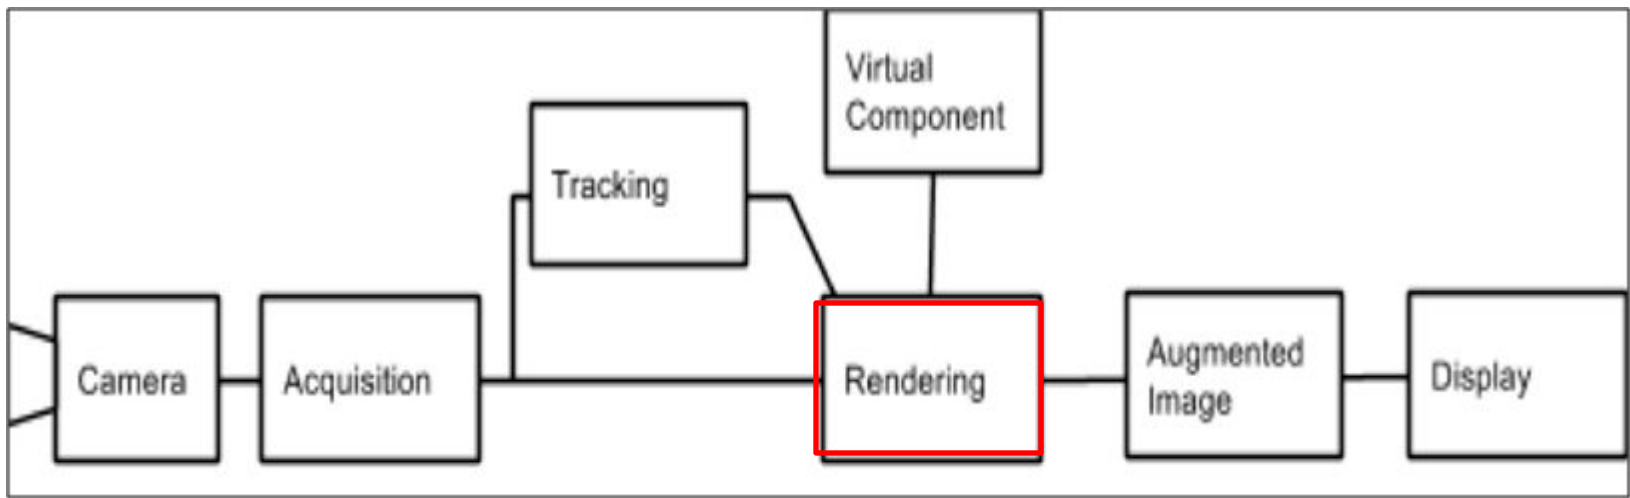 Virtual
Component
Tracking
Camera
Acquisition
Rendering
Augmented
Image
Display